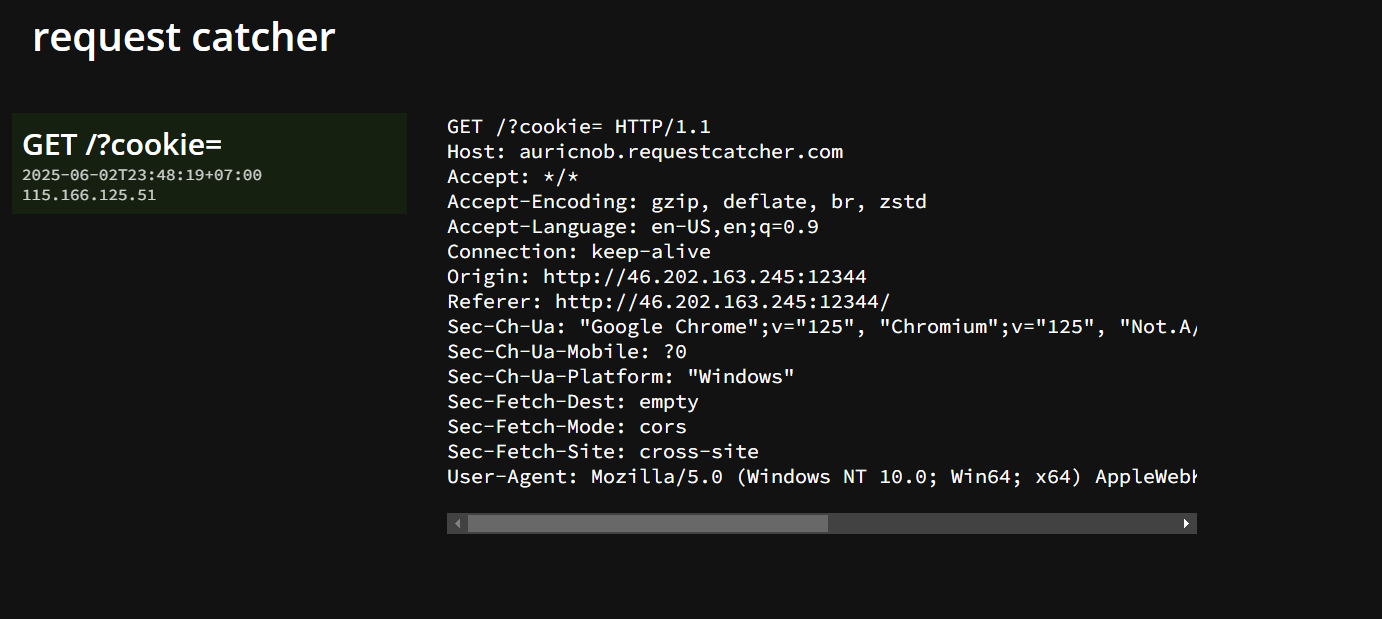 request catcher
GET /?cookie=
2025-06-02T23:48:19+07:00
115.166.125.51
GET /?cookie= HTTP/1.1
Host: auricnob.requestcatcher.com
Accept: */*
Accept-Encoding: gzip, deflate, br, zstd
Accept-Language: en-US,en;q=0.9
Connection: keep-alive
Origin: http://46.202.163.245:12344
Referer: http://46.202.163.245:12344/
Sec-Ch-Ua: "Google Chrome";v="125", "Chromium";v="125", "Not.A/
Sec-Ch-Ua-Mobile: ?0
Sec-Ch-Ua-Platform: "Windows"
Sec-Fetch-Dest: empty
Sec-Fetch-Mode: cors
Sec-Fetch-Site: cross-site
User-Agent: Mozilla/5.0 (Windows NT 10.0; Win64; x64) AppleWebK